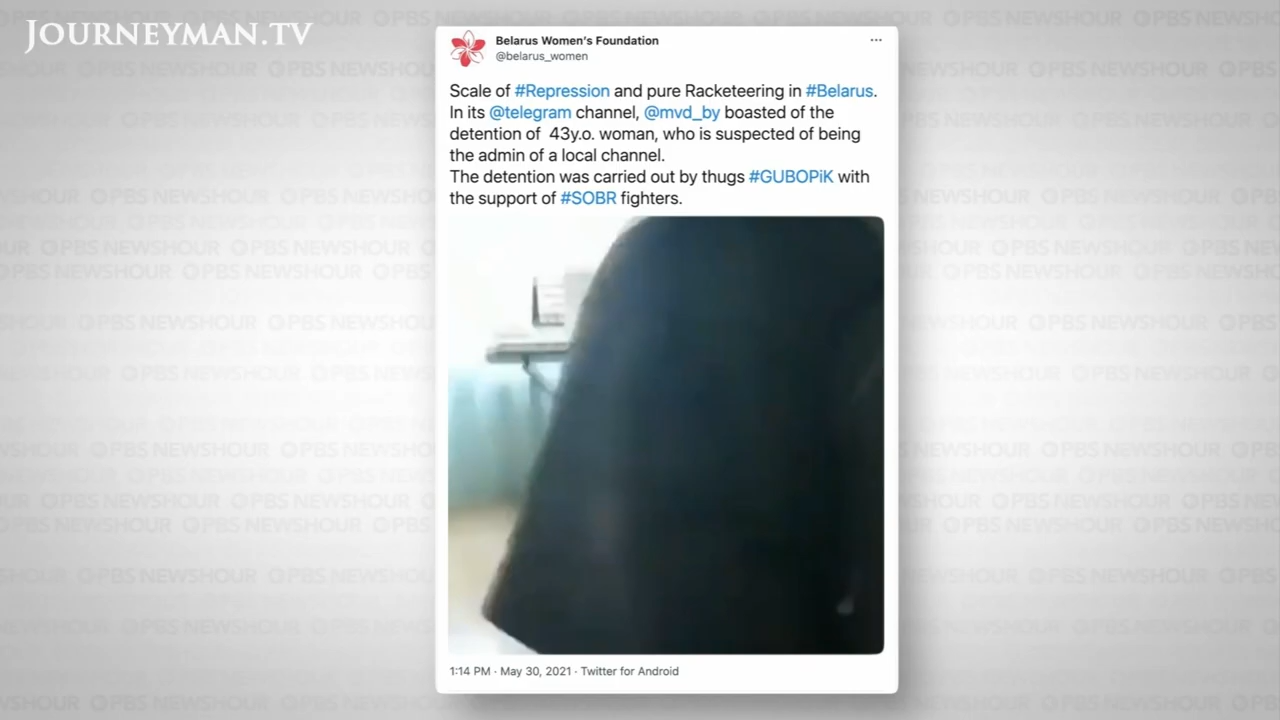 JOURNEYMAN.TV
Belarus Women's Foundation
@belarus_women
Scale of #Repression and pure Racketeering in #Belarus.
In its @telegram channel, @mvd_by boasted of the
detention of 43y.o. woman, who is suspected of being
the admin of a local channel.
The detention was carried out by thugs #GUBOPiK with
the support of #SOBR fighters.
1:14 PM · May 30, 2021 · Twitter for Android
PBS NEWSHOUR